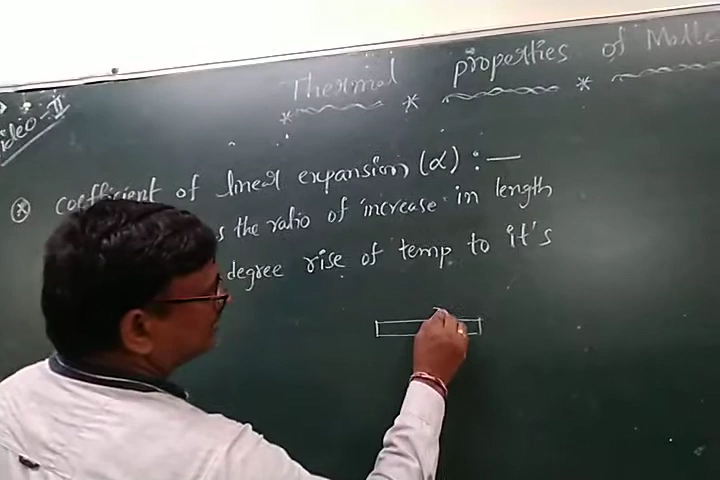 Thermal properties of Matte
ideo-II
* coefficient of linear expansion (α) :—
s the ratio of increase in length
degree rise of temp to it's